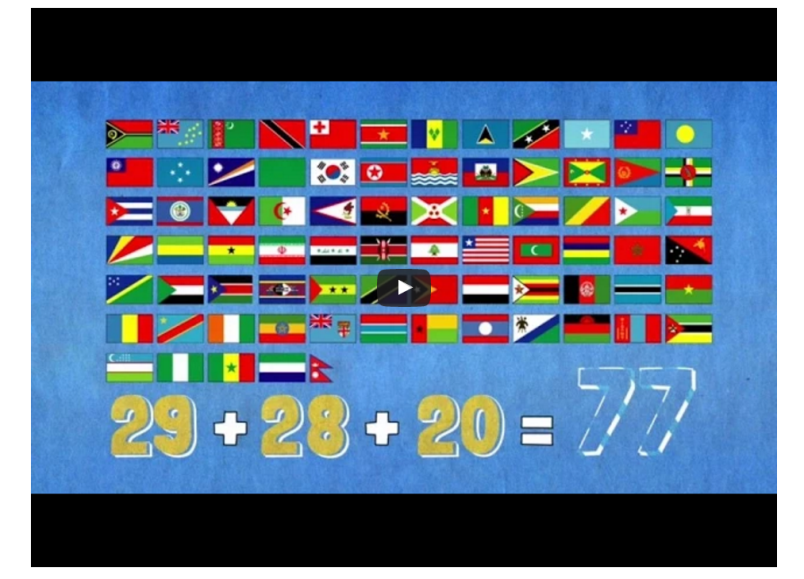 29 + 28 + 20 = 77